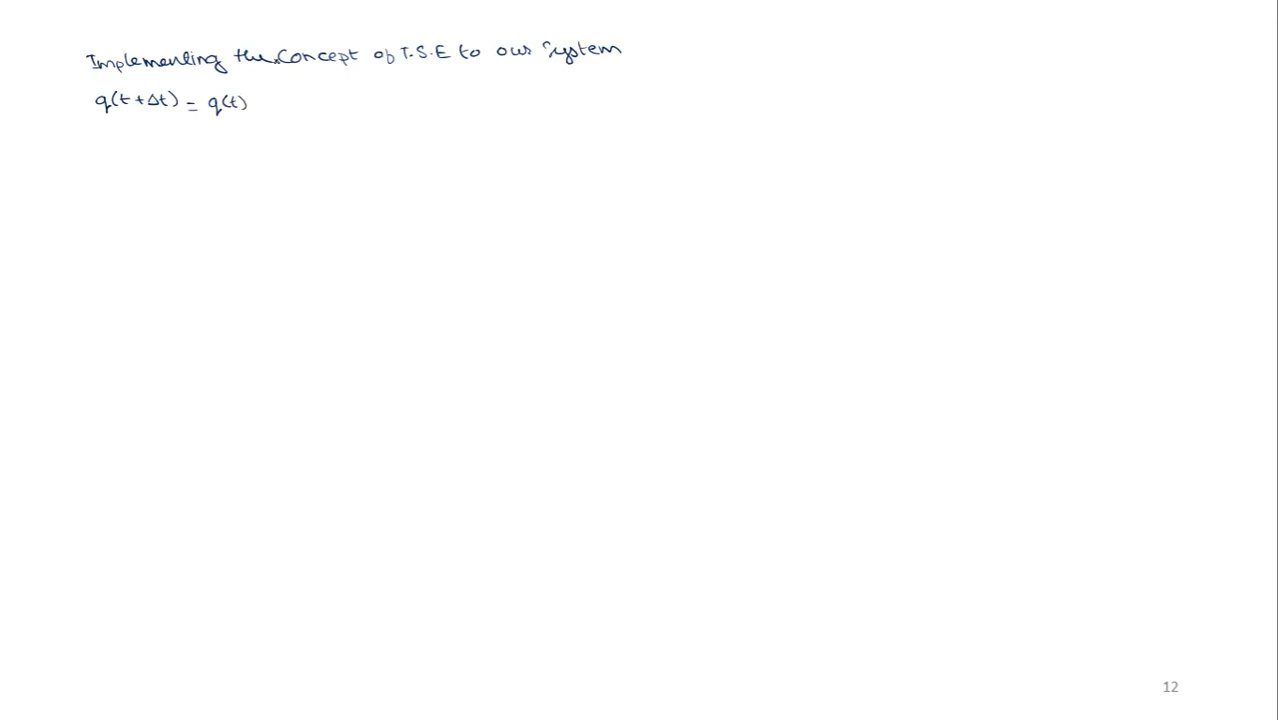 Implementing the Concept of T.S.E to our System
q(t + Δt) = q(t)
12